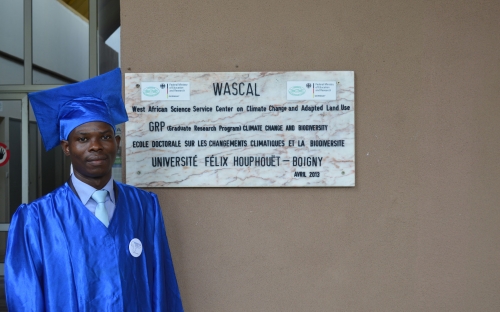 WASCAL
West African Science Service Center on Climate Change and Adapted Land Use
GRP (Graduate Research Program) CLIMATE CHANGE AND BIODIVERSITY
ECOLE DOCTORALE SUR LES CHANGEMENTS CLIMATIQUES ET LA BIODIVERSITE
UNIVERSITÉ FÉLIX HOUPHOUËT – BOIGNY
AVRIL 2013